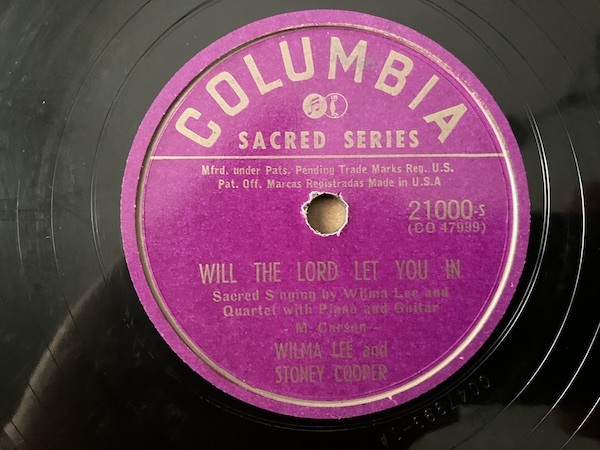 COLUMBIA
SACRED SERIES
Mfrd. under Pats. Pending Trade Marks Reg. U.S.
Pat. Off. Marcas Registradas Made in U.S.A
21000-s
(CO 47999)
WILL THE LORD LET YOU IN
Sacred Singing by Wilma Lee and
Quartet with Piano and Guitar
- M. Carson -
WILMA LEE and
STONEY COOPER